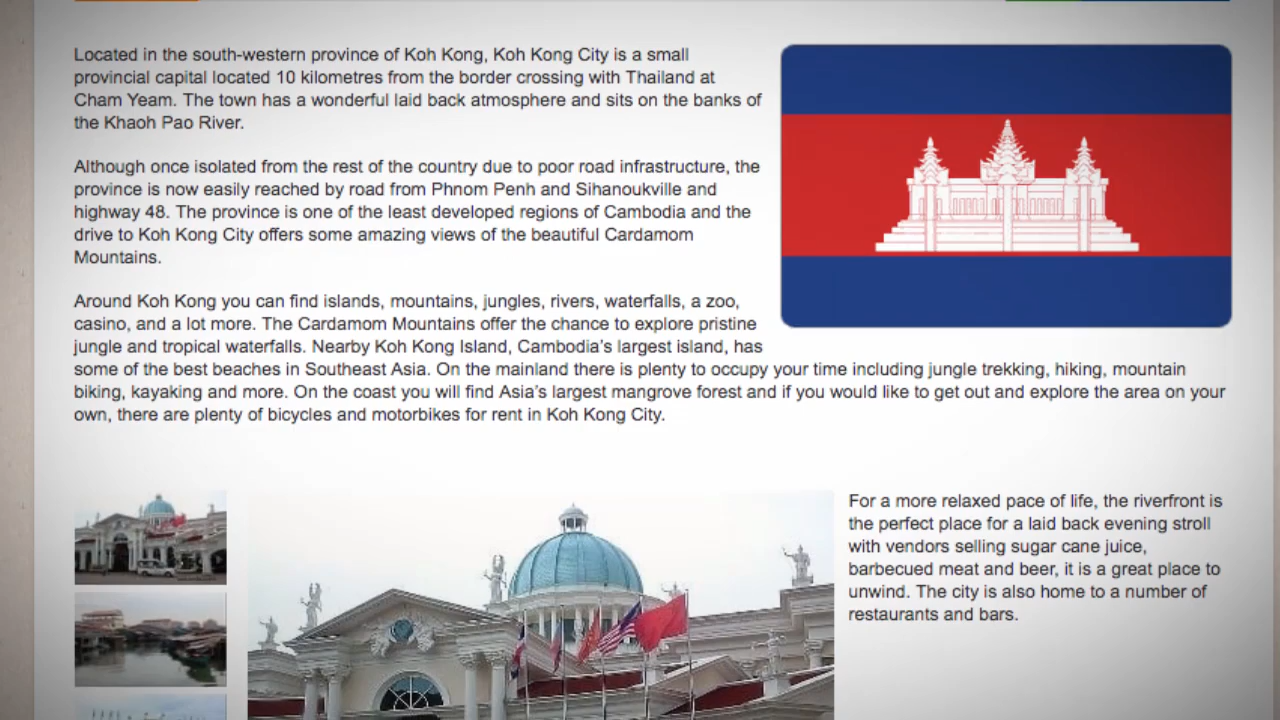 Located in the south-western province of Koh Kong, Koh Kong City is a small
provincial capital located 10 kilometres from the border crossing with Thailand at
Cham Yeam. The town has a wonderful laid back atmosphere and sits on the banks of
the Khaoh Pao River.
Although once isolated from the rest of the country due to poor road infrastructure, the
province is now easily reached by road from Phnom Penh and Sihanoukville and
highway 48. The province is one of the least developed regions of Cambodia and the
drive to Koh Kong City offers some amazing views of the beautiful Cardamom
Mountains.
Around Koh Kong you can find islands, mountains, jungles, rivers, waterfalls, a zoo,
casino, and a lot more. The Cardamom Mountains offer the chance to explore pristine
jungle and tropical waterfalls. Nearby Koh Kong Island, Cambodia’s largest island, has
some of the best beaches in Southeast Asia. On the mainland there is plenty to occupy your time including jungle trekking, hiking, mountain
biking, kayaking and more. On the coast you will find Asia’s largest mangrove forest and if you would like to get out and explore the area on your
own, there are plenty of bicycles and motorbikes for rent in Koh Kong City.
For a more relaxed pace of life, the riverfront is
the perfect place for a laid back evening stroll
with vendors selling sugar cane juice,
barbecued meat and beer, it is a great place to
unwind. The city is also home to a number of
restaurants and bars.